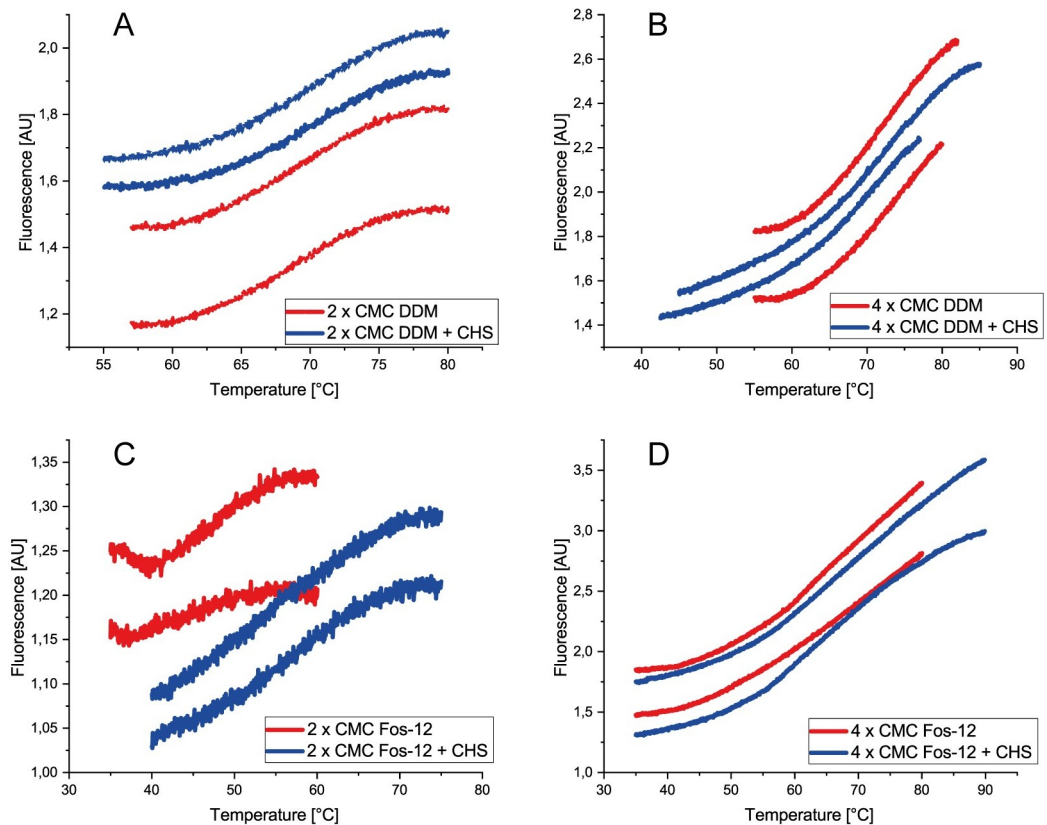 A
Fluorescence [AU]
2,0
1,8
1,6
1,4
1,2
55 60 65 70 75 80
Temperature [°C]
2 x CMC DDM
2 x CMC DDM + CHS
B
Fluorescence [AU]
2,8
2,4
2,2
2,0
1,6
1,4
40 50 60 70 80 90
Temperature [°C]
4 x CMC DDM
4 x CMC DDM + CHS
C
Fluorescence [AU]
1,35
1,30
1,25
1,20
1,15
1,10
1,05
1,00
30 40 50 60 70 80
Temperature [°C]
2 x CMC Fos-12
2 x CMC Fos-12 + CHS
D
Fluorescence [AU]
3,5
3,0
2,5
2,0
1,5
1,0
30 40 50 60 70 80 90
Temperature [°C]
4 x CMC Fos-12
4 x CMC Fos-12 + CHS